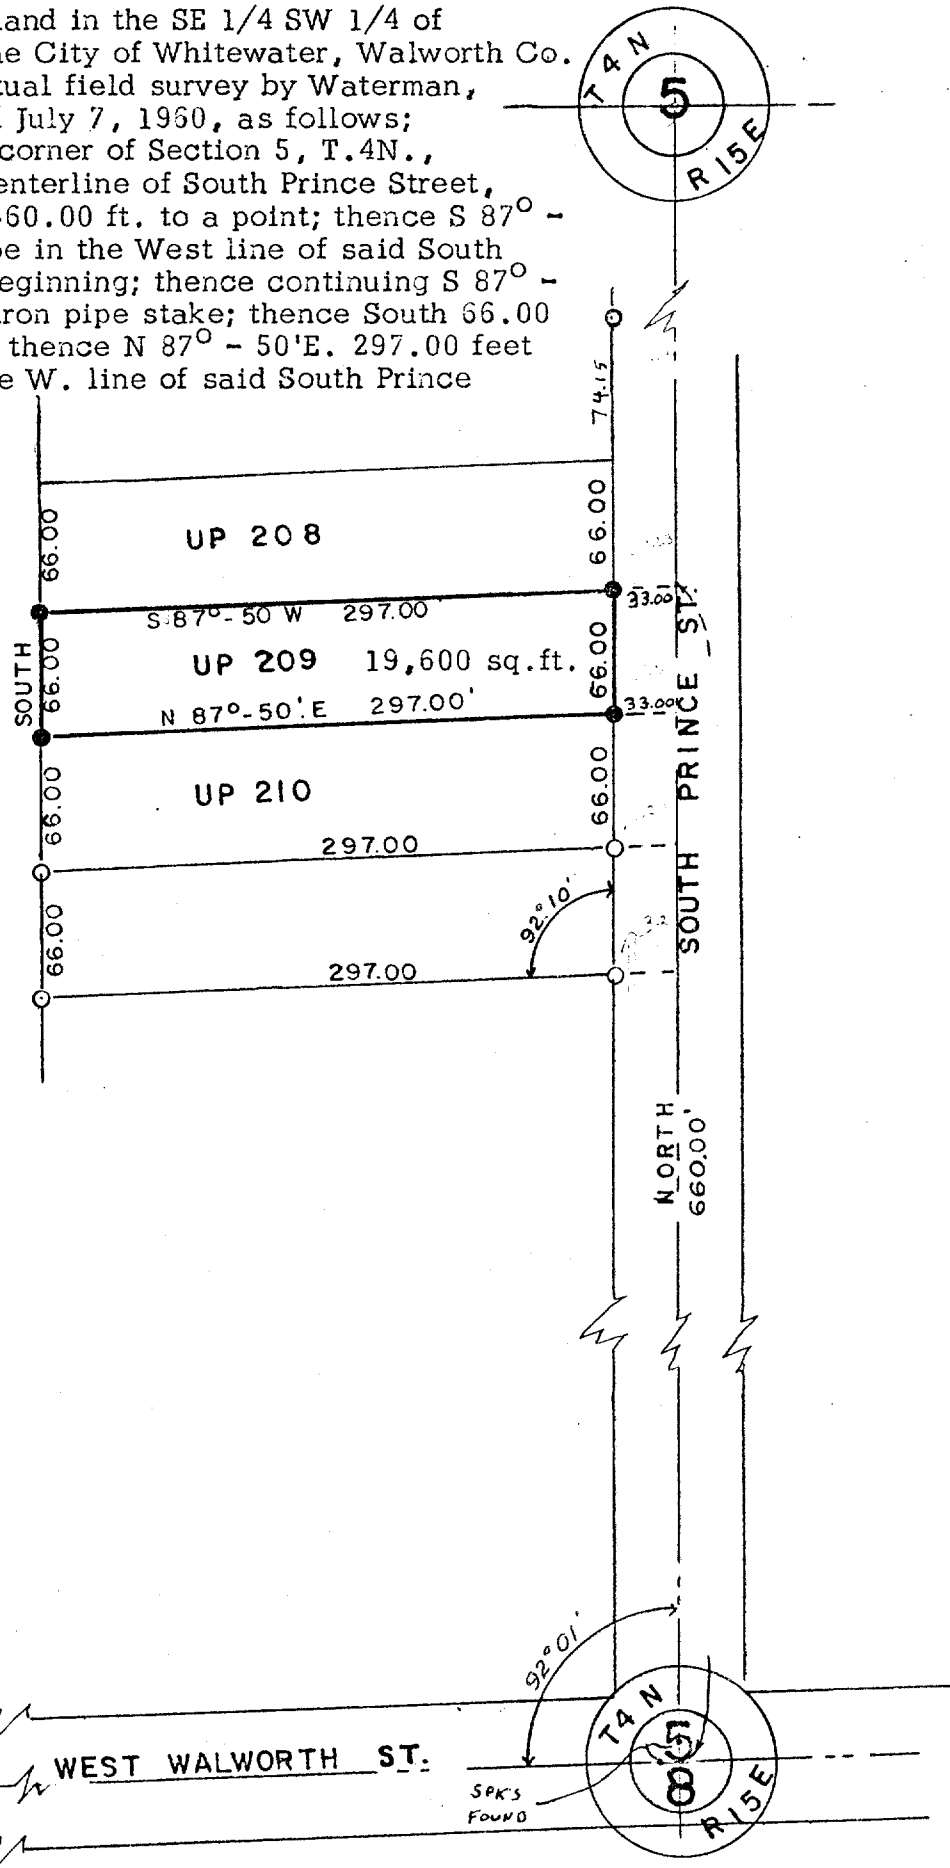 and in the SE 1/4 SW 1/4 of
e City of Whitewater, Walworth Co.
tual field survey by Waterman,
July 7, 1960, as follows;
corner of Section 5, T.4N.,
enterline of South Prince Street,
60.00 ft. to a point; thence S 87° -
pe in the West line of said South
eginning; thence continuing S 87° -
iron pipe stake; thence South 66.00
thence N 87° - 50'E. 297.00 feet
e W. line of said South Prince
T4N
5
R15E
74.15
66.00
UP 208
66.00
S 87°- 50 W 297.00'
33.00
SOUTH
66.00
UP 209 19,600 sq.ft.
66.00
N 87°-50'.E 297.00'
33.00
66.00
UP 210
66.00
SOUTH PRINCE ST.
297.00
92°10'
66.00
297.00
NORTH
660.00'
92°01'
T4N
WEST WALWORTH ST.
5
8
R15E
SPK'S
FOUND